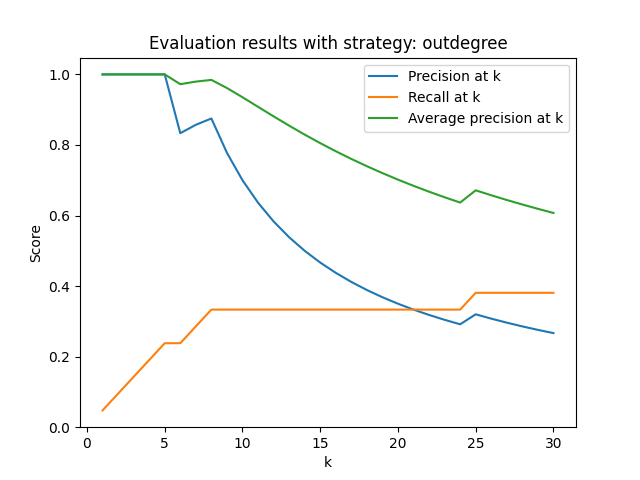 Evaluation results with strategy: outdegree
Precision at k
Recall at k
Average precision at k
Score
1.0
0.8
0.6
0.4
0.2
0.0
0 5 10 15 20 25 30
k